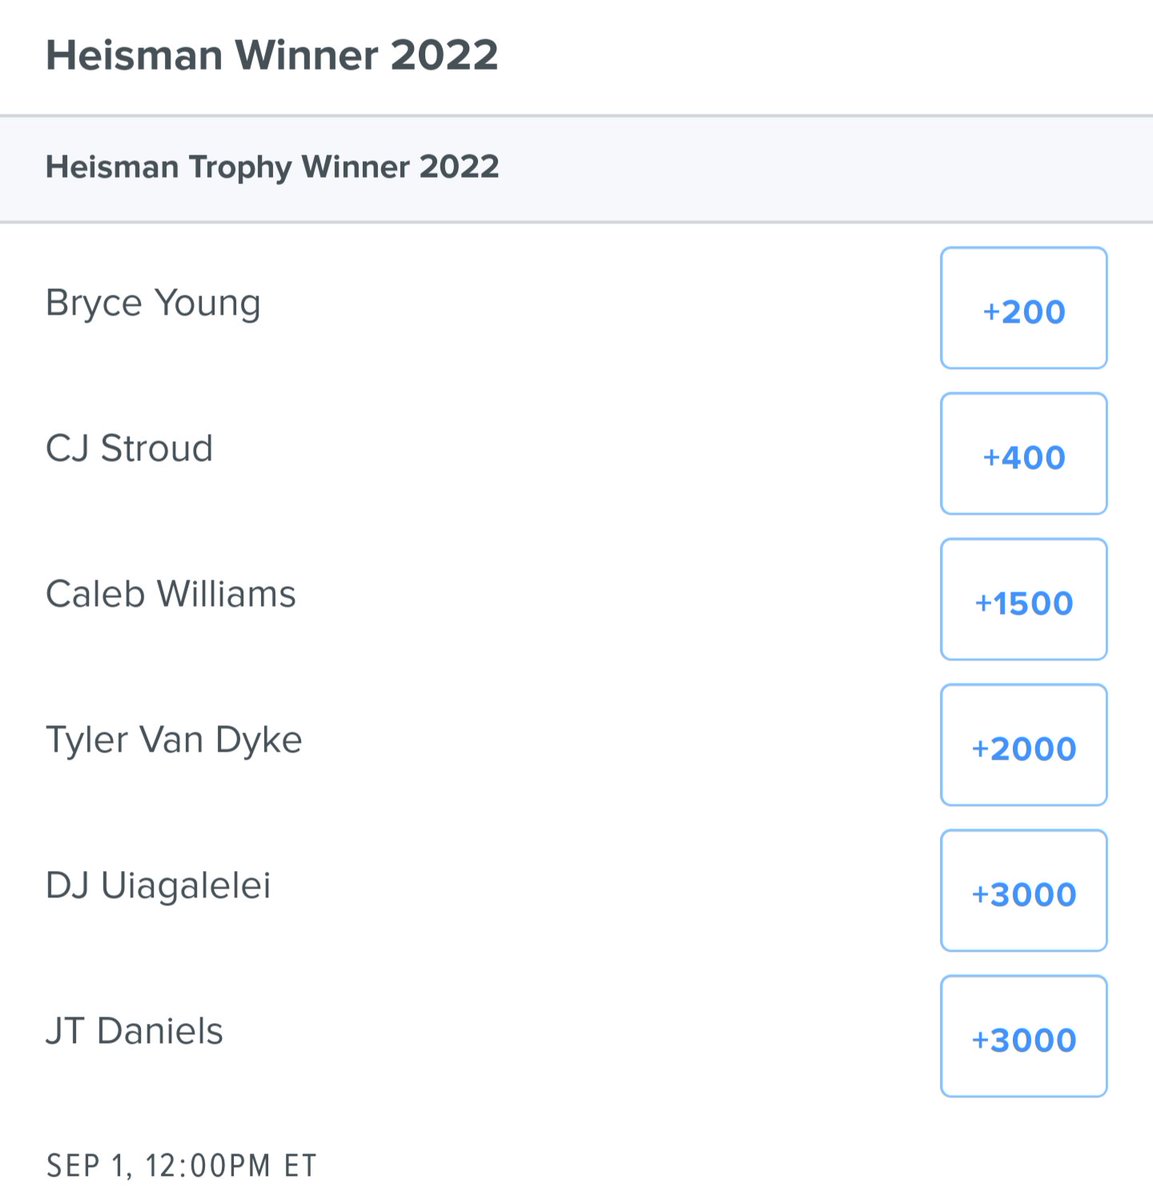 Heisman Winner 2022
Heisman Trophy Winner 2022
Bryce Young +200
CJ Stroud +400
Caleb Williams +1500
Tyler Van Dyke +2000
DJ Uiagalelei +3000
JT Daniels +3000
SEP 1, 12:00PM ET